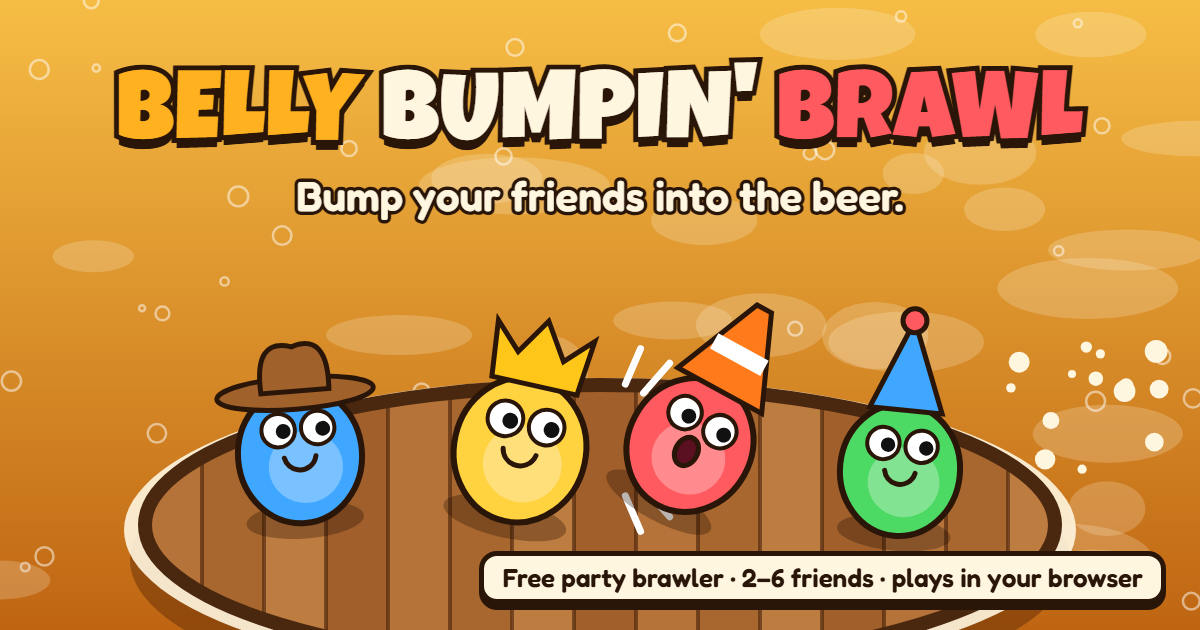 BELLY BUMPIN' BRAWL
Bump your friends into the beer.
Free party brawler · 2–6 friends · plays in your browser